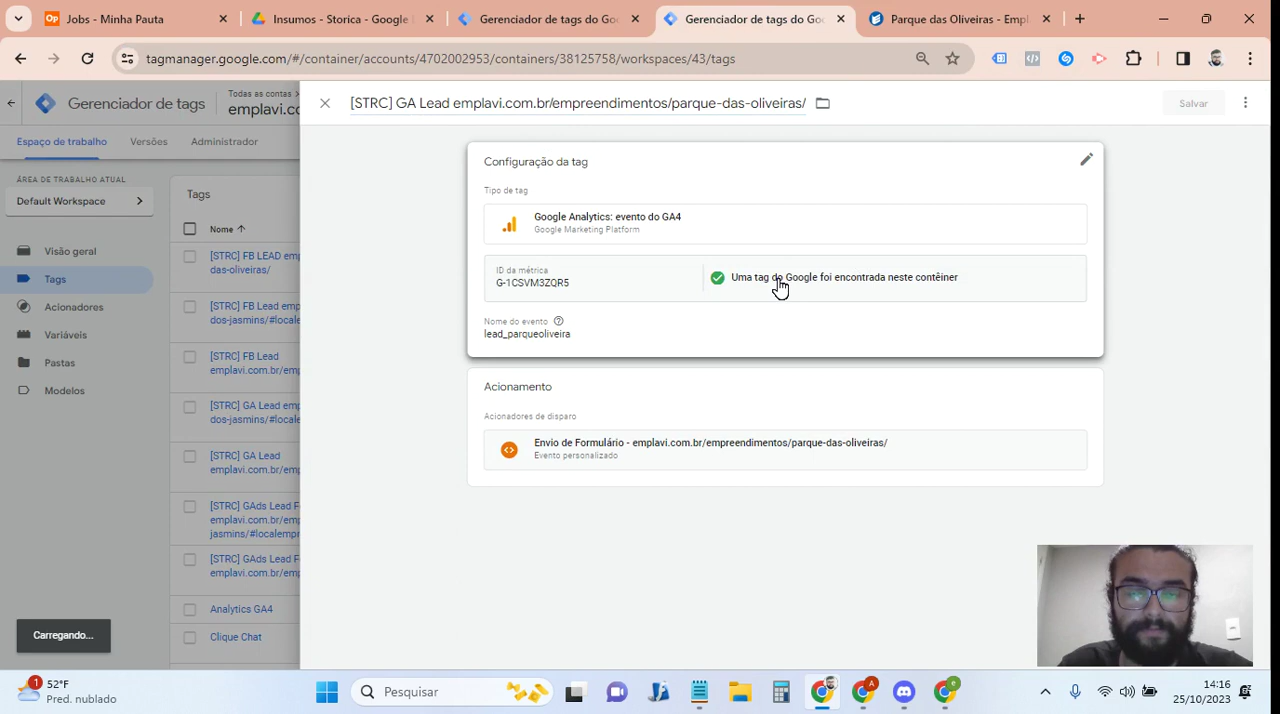 Jobs - Minha Pauta
Insumos - Storica - Google
Gerenciador de tags do Go
Gerenciador de tags do Goo
Parque das Oliveiras - Empl
tagmanager.google.com/#/container/accounts/4702002953/containers/38125758/workspaces/43/tags
Gerenciador de tags
Todas as contas >
emplavi.co
[STRC] GA Lead emplavi.com.br/empreendimentos/parque-das-oliveiras/
Salvar
Espaço de trabalho
Versões
Administrador
ÁREA DE TRABALHO ATUAL
Default Workspace
Visão geral
Tags
Acionadores
Variáveis
Pastas
Modelos
Tags
Nome
[STRC] FB LEAD em
das-oliveiras/
[STRC] FB Lead emp
dos-jasmins/#locale
[STRC] FB Lead
emplavi.com.br/em
[STRC] GA Lead em
dos-jasmins/#locale
[STRC] GA Lead
emplavi.com.br/em
[STRC] GAds Lead F
emplavi.com.br/em
jasmins/#localempr
[STRC] GAds Lead F
emplavi.com.br/em
Analytics GA4
Clique Chat
Configuração da tag
Tipo de tag
Google Analytics: evento do GA4
Google Marketing Platform
ID da métrica
G-1CSVM3ZQR5
Uma tag do Google foi encontrada neste contêiner
Nome do evento
lead_parqueoliveira
Acionamento
Acionadores de disparo
Envio de Formulário - emplavi.com.br/empreendimentos/parque-das-oliveiras/
Evento personalizado
Carregando...
1
52°F
Pred. nublado
Pesquisar
A
e
14:16
25/10/2023